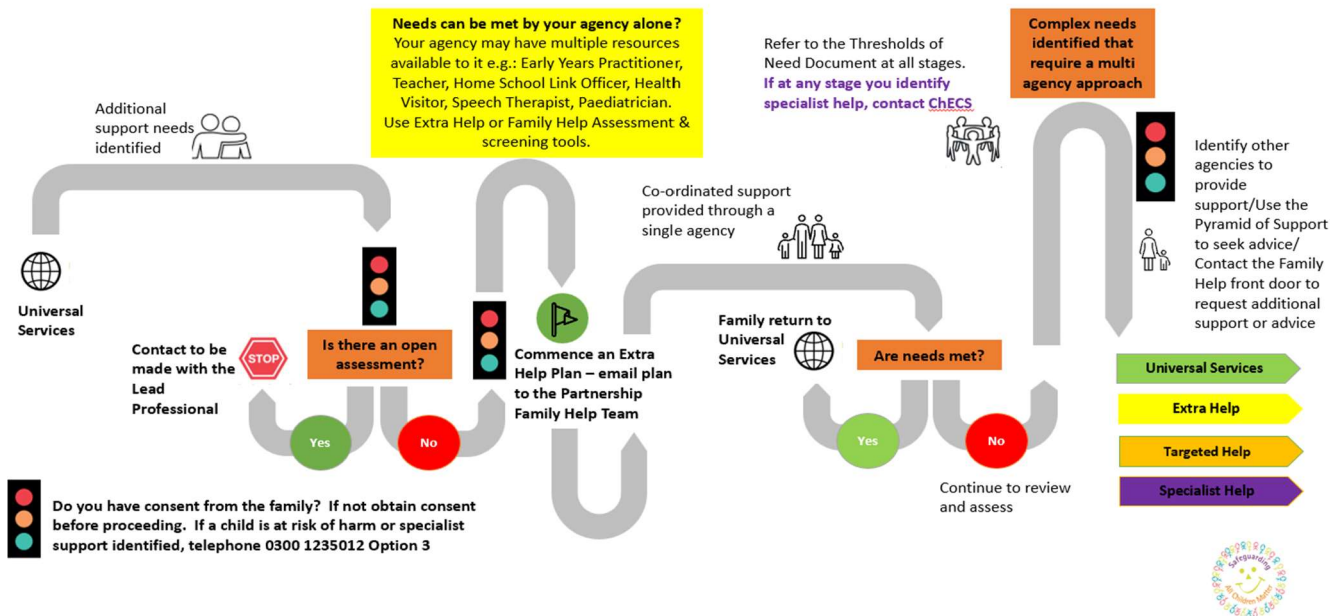 Needs can be met by your agency alone?
Your agency may have multiple resources
available to it e.g.: Early Years Practitioner,
Teacher, Home School Link Officer, Health
Visitor, Speech Therapist, Paediatrician.
Use Extra Help or Family Help Assessment &
screening tools.
Refer to the Thresholds of
Need Document at all stages.
If at any stage you identify
specialist help, contact ChECS
Complex needs
identified that
require a multi
agency approach
Additional
support needs
identified
Identify other
agencies to
provide
support/Use the
Pyramid of Support
to seek advice/
Contact the Family
Help front door to
request additional
support or advice
Co-ordinated support
provided through a
single agency
Universal
Services
Is there an open
assessment?
Contact to be
made with the
Lead
Professional
STOP
Yes
No
Commence an Extra
Help Plan – email plan
to the Partnership
Family Help Team
Family return to
Universal
Services
Are needs met?
Yes
No
Continue to review
and assess
Universal Services
Extra Help
Targeted Help
Specialist Help
Do you have consent from the family? If not obtain consent
before proceeding. If a child is at risk of harm or specialist
support identified, telephone 0300 1235012 Option 3
Safeguarding
All Children Matter